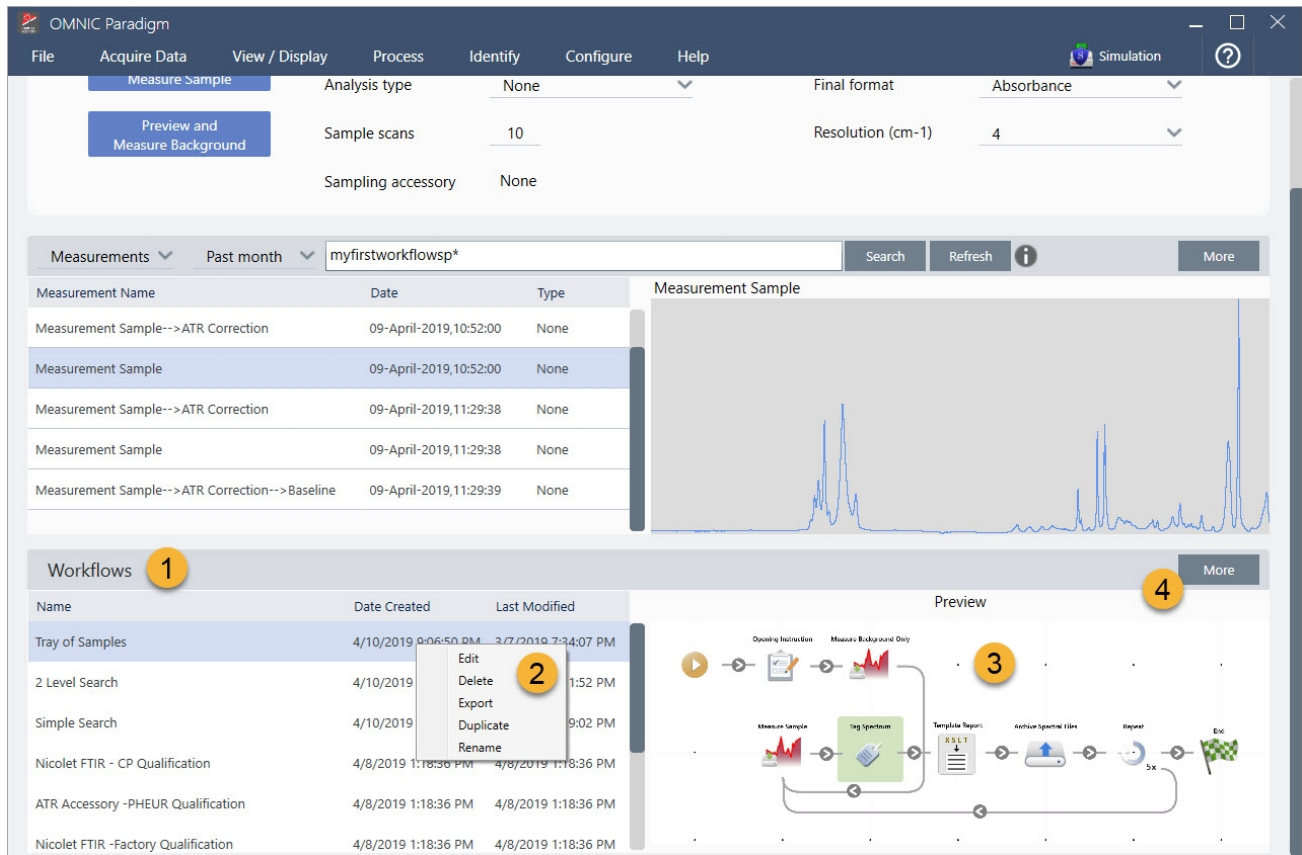 OMNIC Paradigm
File Acquire Data View / Display Process Identify Configure Help Simulation
Measure Sample
Analysis type None Final format Absorbance
Preview and
Measure Background
Sample scans 10 Resolution (cm-1) 4
Sampling accessory None
Measurements Past month myfirstworkflowsp* Search Refresh i More
Measurement Name Date Type Measurement Sample
Measurement Sample-->ATR Correction 09-April-2019,10:52:00 None
Measurement Sample 09-April-2019,10:52:00 None
Measurement Sample-->ATR Correction 09-April-2019,11:29:38 None
Measurement Sample 09-April-2019,11:29:38 None
Measurement Sample-->ATR Correction-->Baseline 09-April-2019,11:29:39 None
Workflows 1 More
4
Name Date Created Last Modified Preview
Tray of Samples 4/10/2019 9:06:50 PM 3/7/2019 7:34:07 PM
2 Level Search 4/10/2019 1:52 PM
Simple Search 4/10/2019 9:02 PM
Nicolet FTIR - CP Qualification 4/8/2019 1:18:36 PM 4/8/2019 1:18:36 PM
ATR Accessory -PHEUR Qualification 4/8/2019 1:18:36 PM 4/8/2019 1:18:36 PM
Nicolet FTIR -Factory Qualification 4/8/2019 1:18:36 PM 4/8/2019 1:18:36 PM
Edit
Delete
Export
Duplicate
Rename
2
Opening Instruction Measure Background Only
3
Measure Sample Tag Spectrum Template Report Archive Spectral Files Repeat End
XSLT
5x